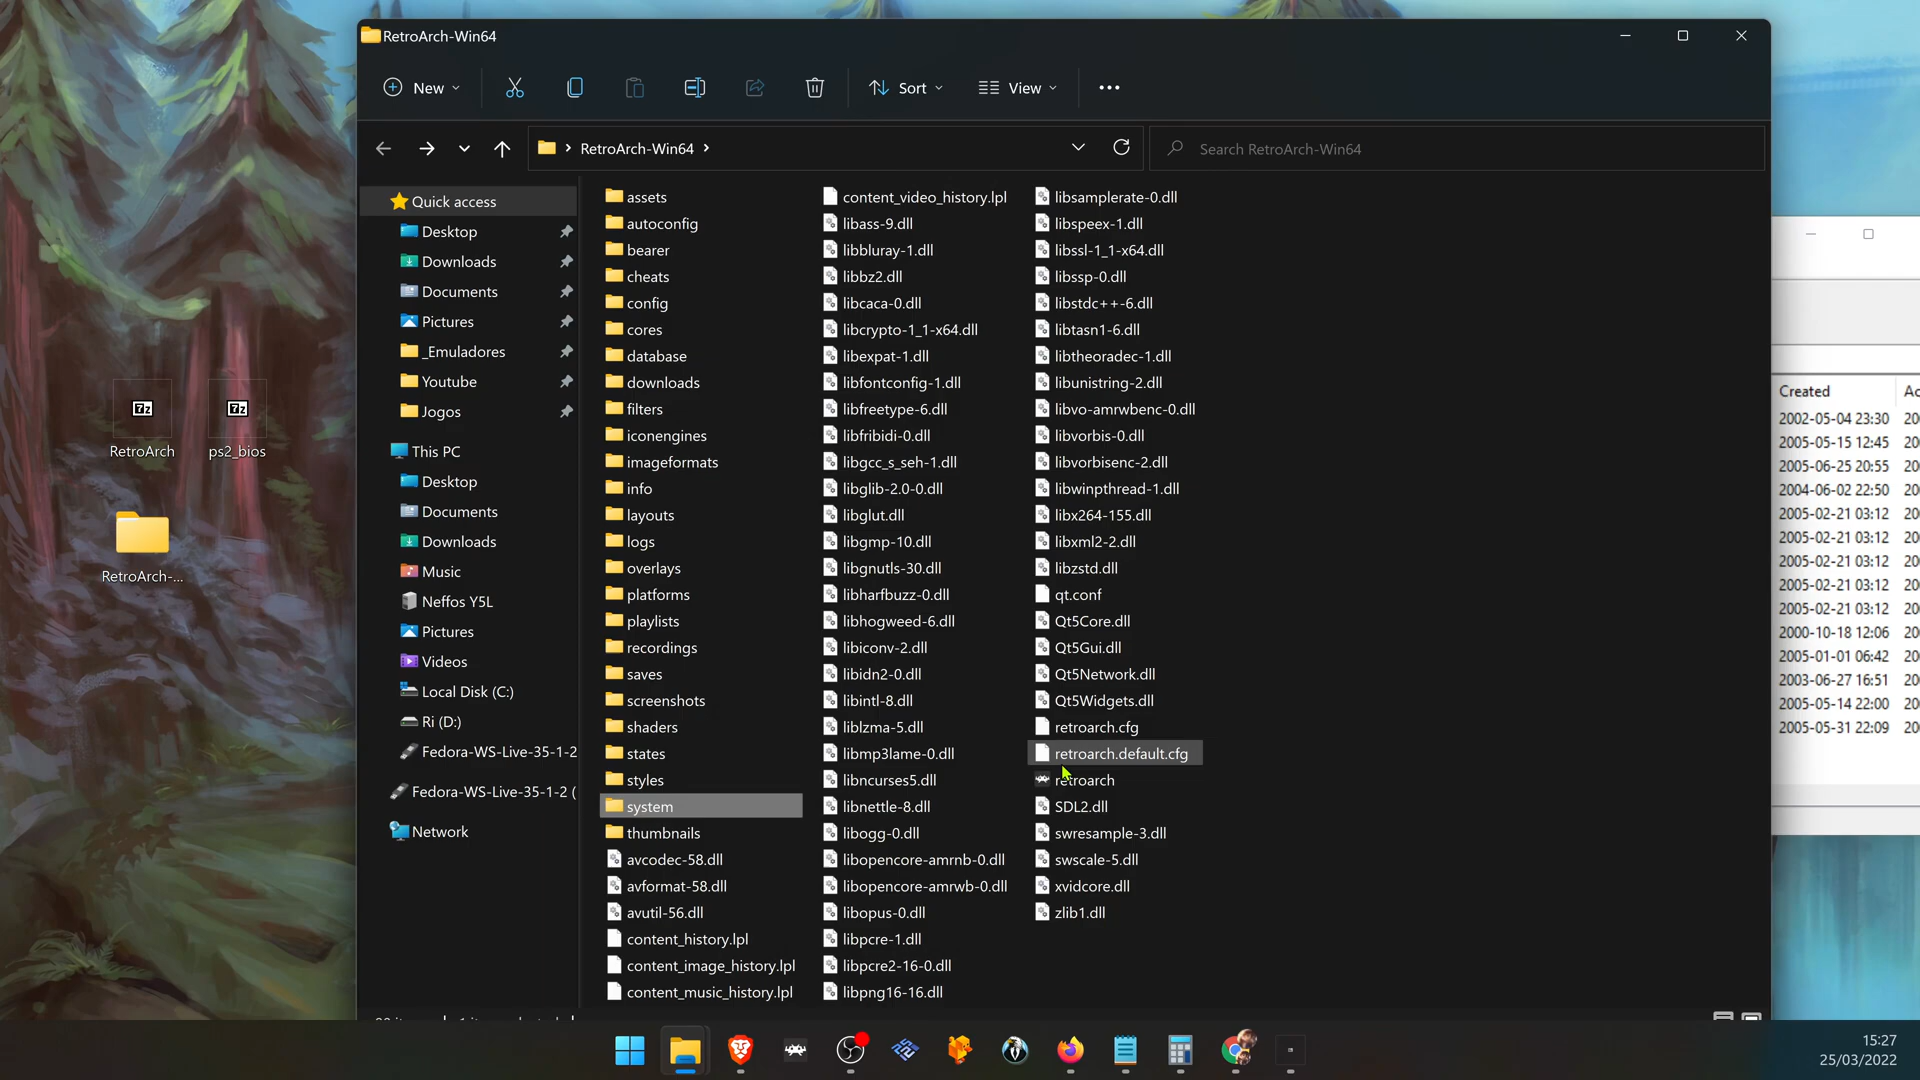 RetroArch-Win64
New
Sort
View
RetroArch-Win64
Search RetroArch-Win64
Quick access
Desktop
Downloads
Documents
Pictures
_Emuladores
Youtube
Jogos
This PC
Desktop
Documents
Downloads
Music
Neffos Y5L
Pictures
Videos
Local Disk (C:)
Ri (D:)
Fedora-WS-Live-35-1-2
Fedora-WS-Live-35-1-2 (
Network
assets
autoconfig
bearer
cheats
config
cores
database
downloads
filters
iconengines
imageformats
info
layouts
logs
overlays
platforms
playlists
recordings
saves
screenshots
shaders
states
styles
system
thumbnails
avcodec-58.dll
avformat-58.dll
avutil-56.dll
content_history.lpl
content_image_history.lpl
content_music_history.lpl
content_video_history.lpl
libass-9.dll
libbluray-1.dll
libbz2.dll
libcaca-0.dll
libcrypto-1_1-x64.dll
libexpat-1.dll
libfontconfig-1.dll
libfreetype-6.dll
libfribidi-0.dll
libgcc_s_seh-1.dll
libglib-2.0-0.dll
libglut.dll
libgmp-10.dll
libgnutls-30.dll
libharfbuzz-0.dll
libhogweed-6.dll
libiconv-2.dll
libidn2-0.dll
libintl-8.dll
liblzma-5.dll
libmp3lame-0.dll
libncurses5.dll
libnettle-8.dll
libogg-0.dll
libopencore-amrnb-0.dll
libopencore-amrwb-0.dll
libopus-0.dll
libpcre-1.dll
libpcre2-16-0.dll
libpng16-16.dll
libsamplerate-0.dll
libspeex-1.dll
libssl-1_1-x64.dll
libssp-0.dll
libstdc++-6.dll
libtasn1-6.dll
libtheoradec-1.dll
libunistring-2.dll
libvo-amrwbenc-0.dll
libvorbis-0.dll
libvorbisenc-2.dll
libwinpthread-1.dll
libx264-155.dll
libxml2-2.dll
libzstd.dll
qt.conf
Qt5Core.dll
Qt5Gui.dll
Qt5Network.dll
Qt5Widgets.dll
retroarch.cfg
retroarch.default.cfg
retroarch
SDL2.dll
swresample-3.dll
swscale-5.dll
xvidcore.dll
zlib1.dll
7z
RetroArch
7z
ps2_bios
RetroArch-...
Created Ac
2002-05-04 23:30 20
2005-05-15 12:45 20
2005-06-25 20:55 20
2004-06-02 22:50 20
2005-02-21 03:12 20
2005-02-21 03:12 20
2005-02-21 03:12 20
2005-02-21 03:12 20
2005-02-21 03:12 20
2000-10-18 12:06 20
2005-01-01 06:42 20
2003-06-27 16:51 20
2005-05-14 22:00 20
2005-05-31 22:09 20
15:27
25/03/2022